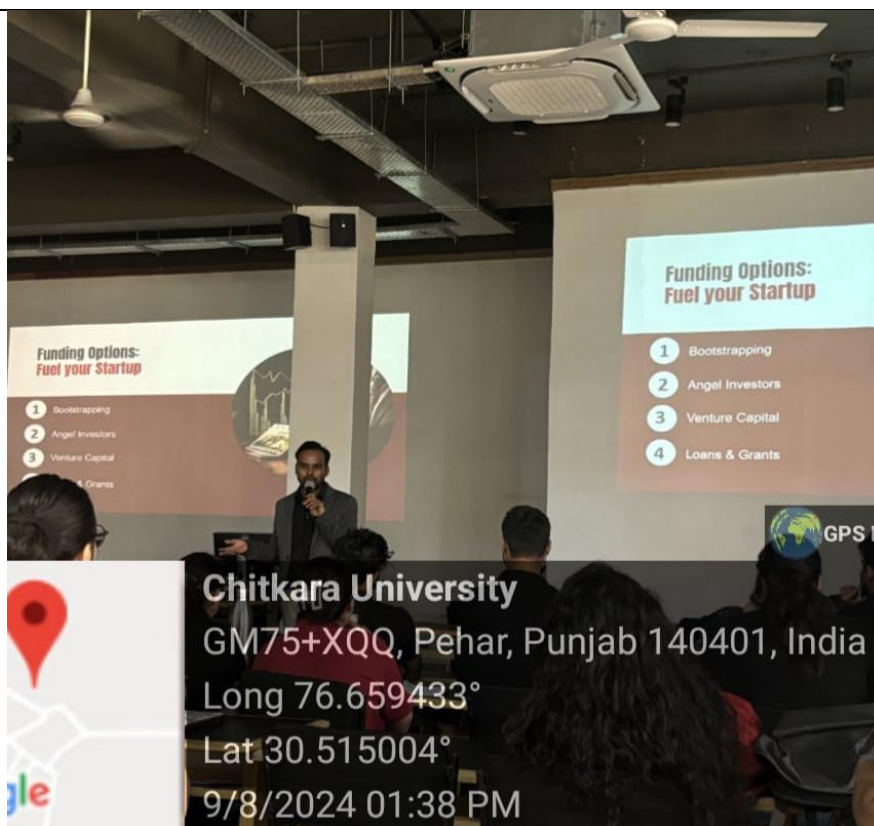 Funding Options:
Fuel your Startup
1 Bootstrapping
2 Angel Investors
3 Venture Capital
& Grants
Funding Options:
Fuel your Startup
1 Bootstrapping
2 Angel Investors
3 Venture Capital
4 Loans & Grants
GPS
Chitkara University
GM75+XQQ, Pehar, Punjab 140401, India
Long 76.659433°
Lat 30.515004°
9/8/2024 01:38 PM
gle